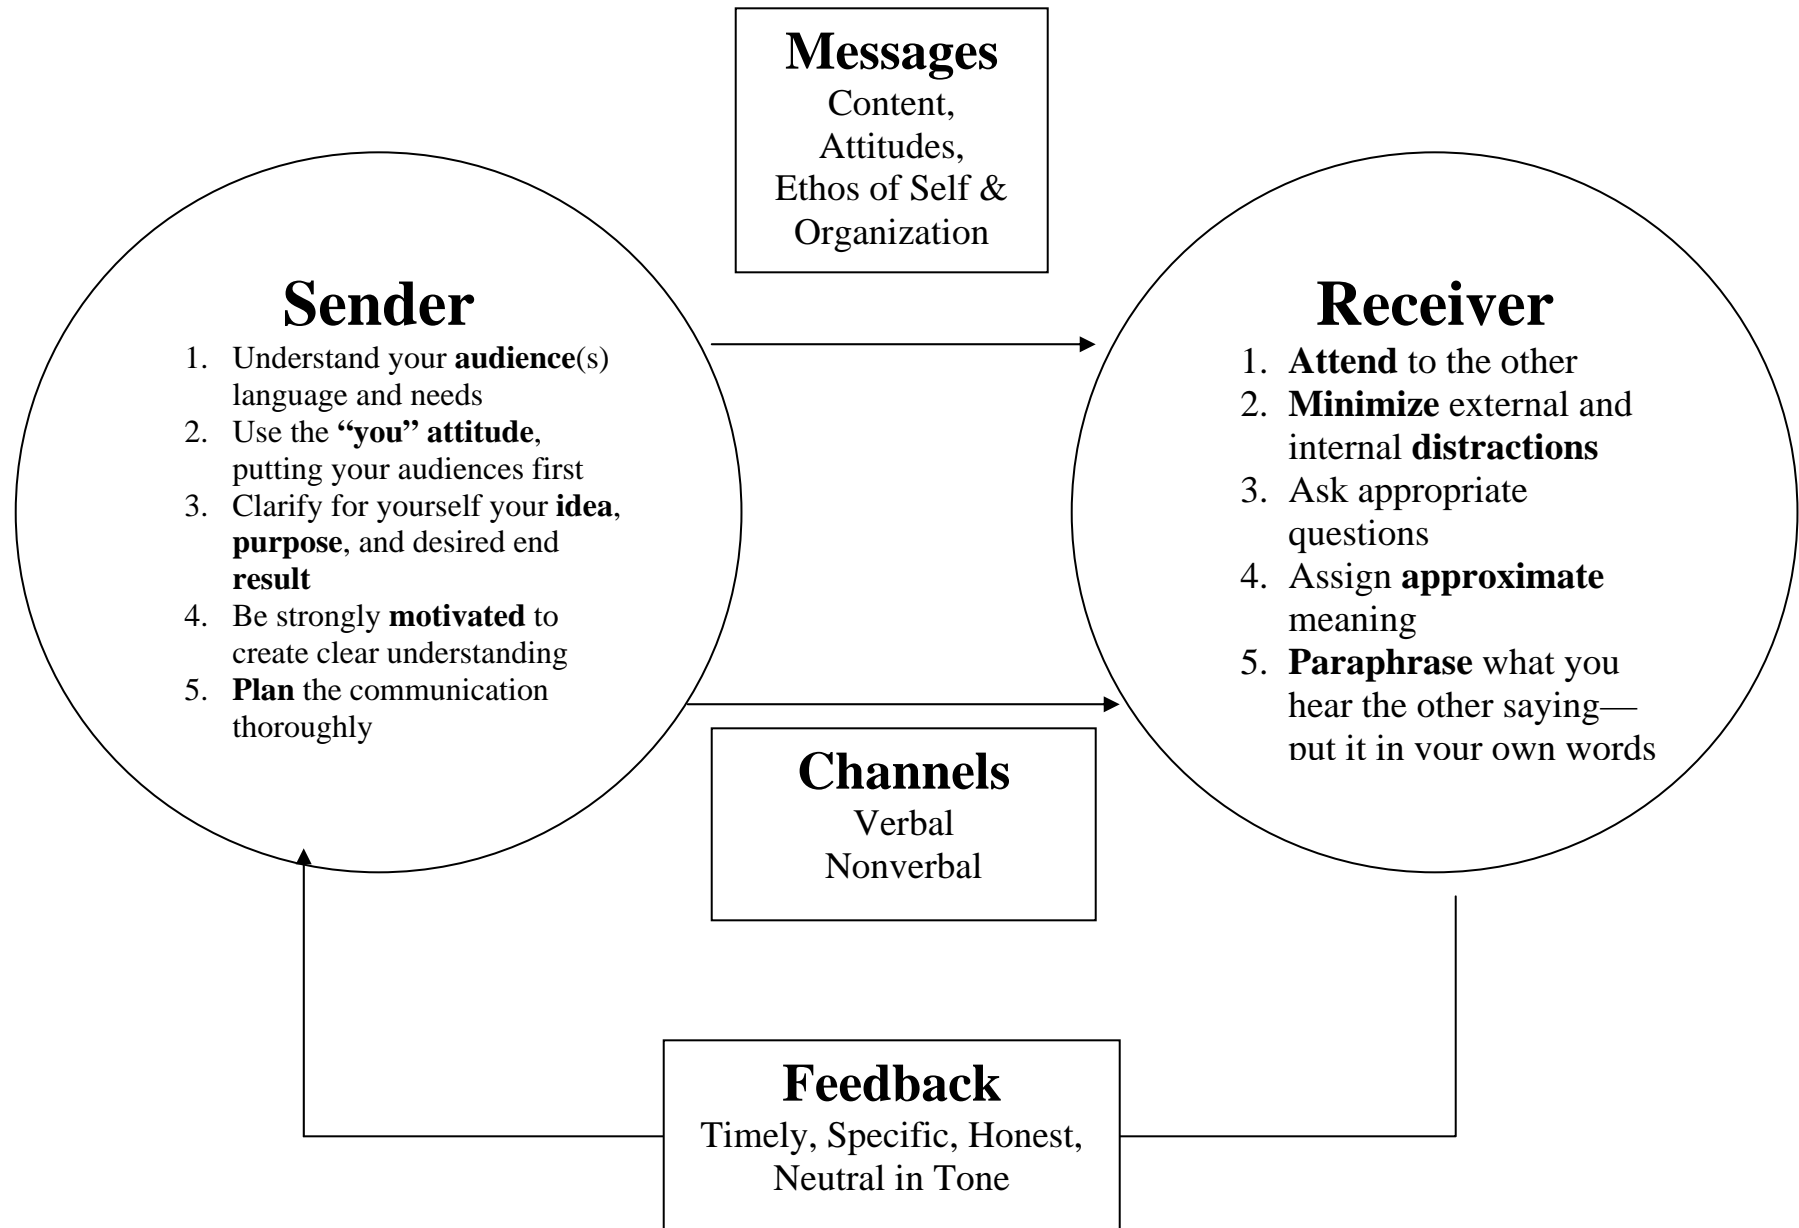 Messages
Content,
Attitudes,
Ethos of Self &
Organization
Sender
1. Understand your audience(s)
language and needs
2. Use the “you” attitude,
putting your audiences first
3. Clarify for yourself your idea,
purpose, and desired end
result
4. Be strongly motivated to
create clear understanding
5. Plan the communication
thoroughly
Receiver
1. Attend to the other
2. Minimize external and
internal distractions
3. Ask appropriate
questions
4. Assign approximate
meaning
5. Paraphrase what you
hear the other saying—
put it in your own words
Channels
Verbal
Nonverbal
Feedback
Timely, Specific, Honest,
Neutral in Tone